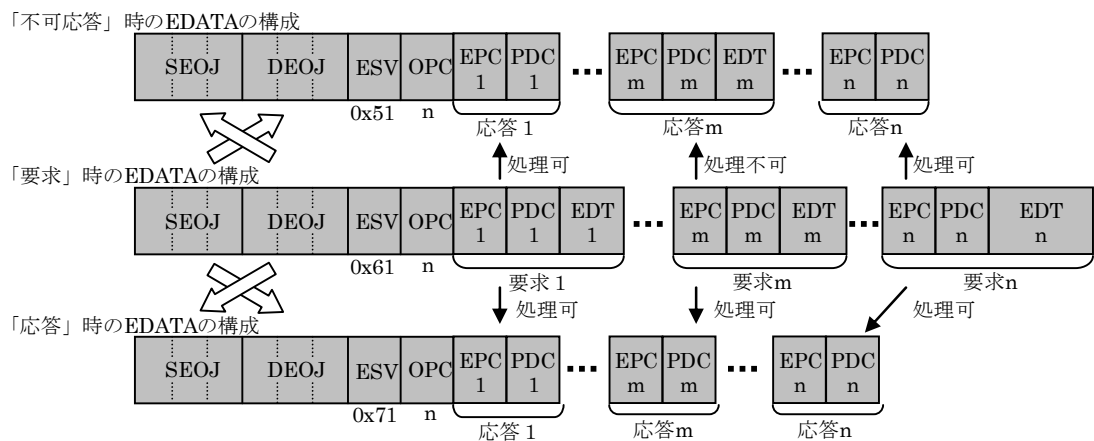 「不可応答」時のEDATAの構成
SEOJ DEOJ ESV OPC EPC 1 PDC 1 ••• EPC m PDC m EDT m ••• EPC n PDC n
0x51 n 応答1 応答m 応答n
処理可 処理不可 処理可
「要求」時のEDATAの構成
SEOJ DEOJ ESV OPC EPC 1 PDC 1 EDT 1 ••• EPC m PDC m EDT m ••• EPC n PDC n EDT n
0x61 n 要求1 要求m 要求n
処理可 処理可 処理可
「応答」時のEDATAの構成
SEOJ DEOJ ESV OPC EPC 1 PDC 1 ••• EPC m PDC m ••• EPC n PDC n
0x71 n 応答1 応答m 応答n